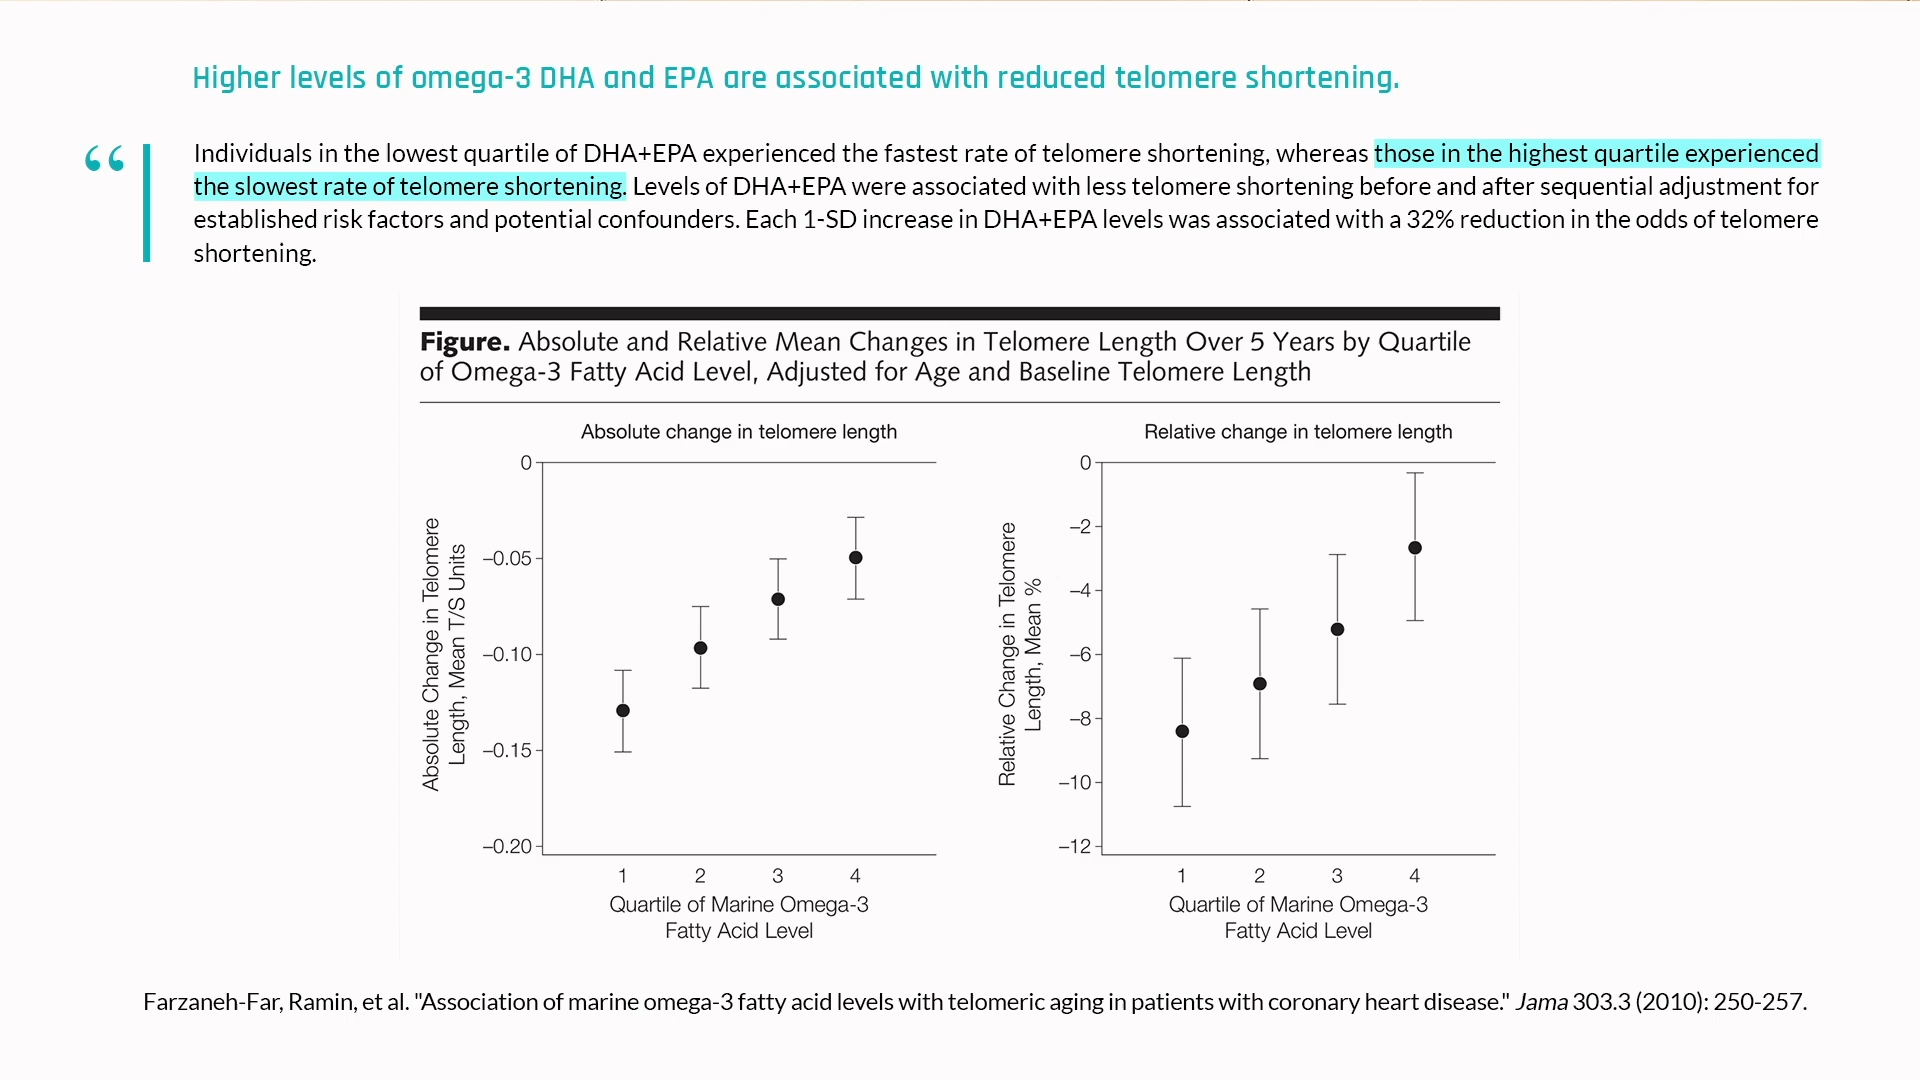 Higher levels of omega-3 DHA and EPA are associated with reduced telomere shortening.
“
Individuals in the lowest quartile of DHA+EPA experienced the fastest rate of telomere shortening, whereas those in the highest quartile experienced
the slowest rate of telomere shortening. Levels of DHA+EPA were associated with less telomere shortening before and after sequential adjustment for
established risk factors and potential confounders. Each 1-SD increase in DHA+EPA levels was associated with a 32% reduction in the odds of telomere
shortening.
Figure. Absolute and Relative Mean Changes in Telomere Length Over 5 Years by Quartile
of Omega-3 Fatty Acid Level, Adjusted for Age and Baseline Telomere Length
Absolute change in telomere length
0
–0.05
–0.10
–0.15
–0.20
Absolute Change in Telomere
Length, Mean T/S Units
1 2 3 4
Quartile of Marine Omega-3
Fatty Acid Level
Relative change in telomere length
0
–2
–4
–6
–8
–10
–12
Relative Change in Telomere
Length, Mean %
1 2 3 4
Quartile of Marine Omega-3
Fatty Acid Level
Farzaneh-Far, Ramin, et al. "Association of marine omega-3 fatty acid levels with telomeric aging in patients with coronary heart disease." Jama 303.3 (2010): 250-257.